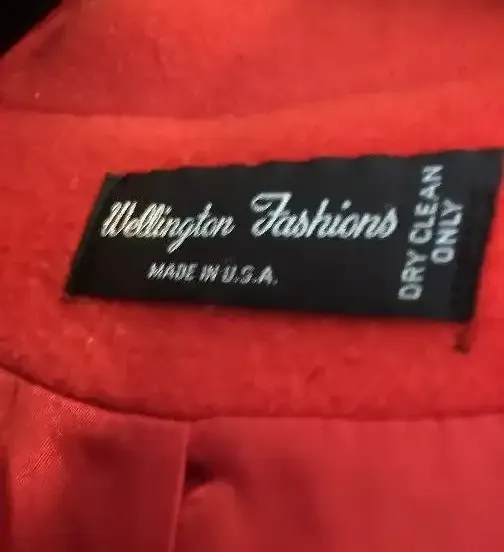 Wellington Fashions
MADE IN U.S.A.
DRY CLEAN
ONLY